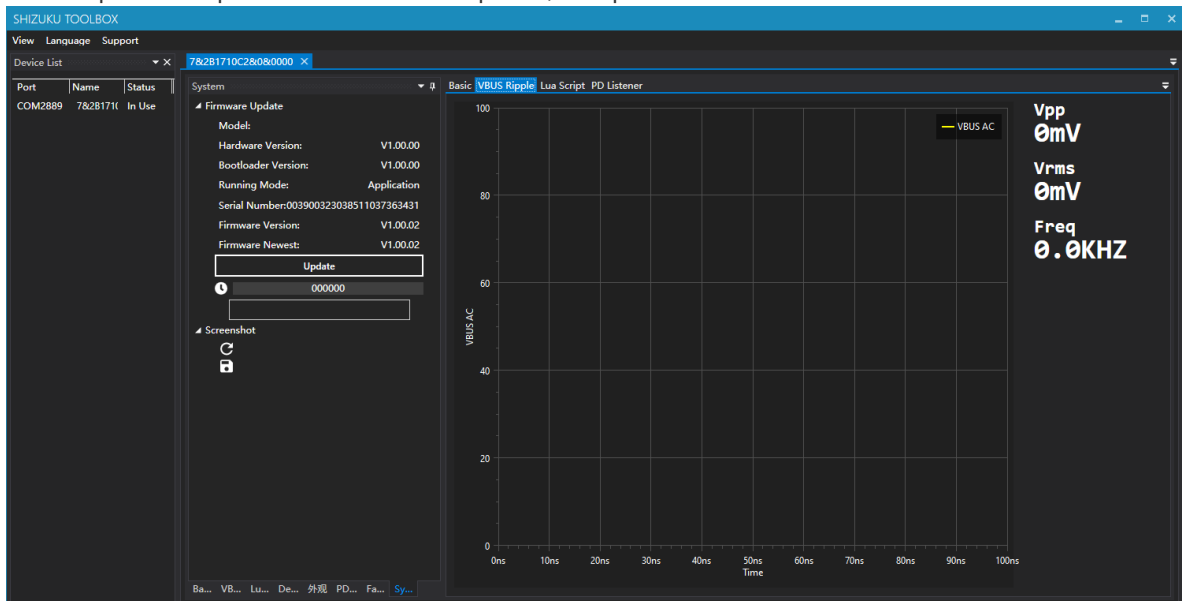 SHIZUKU TOOLBOX
View Language Support
Device List
Port Name Status
COM2889 7&2B171( In Use
7&2B1710C2&0&0000
System
Firmware Update
Model:
Hardware Version: V1.00.00
Bootloader Version: V1.00.00
Running Mode: Application
Serial Number:003900323038511037363431
Firmware Version: V1.00.02
Firmware Newest: V1.00.02
Update
000000
Screenshot
Ba... VB... Lu... De... 外观 PD... Fa... Sy...
Basic VBUS Ripple Lua Script PD Listener
VBUS AC
100
80
60
40
20
0
VBUS AC
0ns 10ns 20ns 30ns 40ns 50ns 60ns 70ns 80ns 90ns 100ns
Time
Vpp
0mV
Vrms
0mV
Freq
0.0KHZ